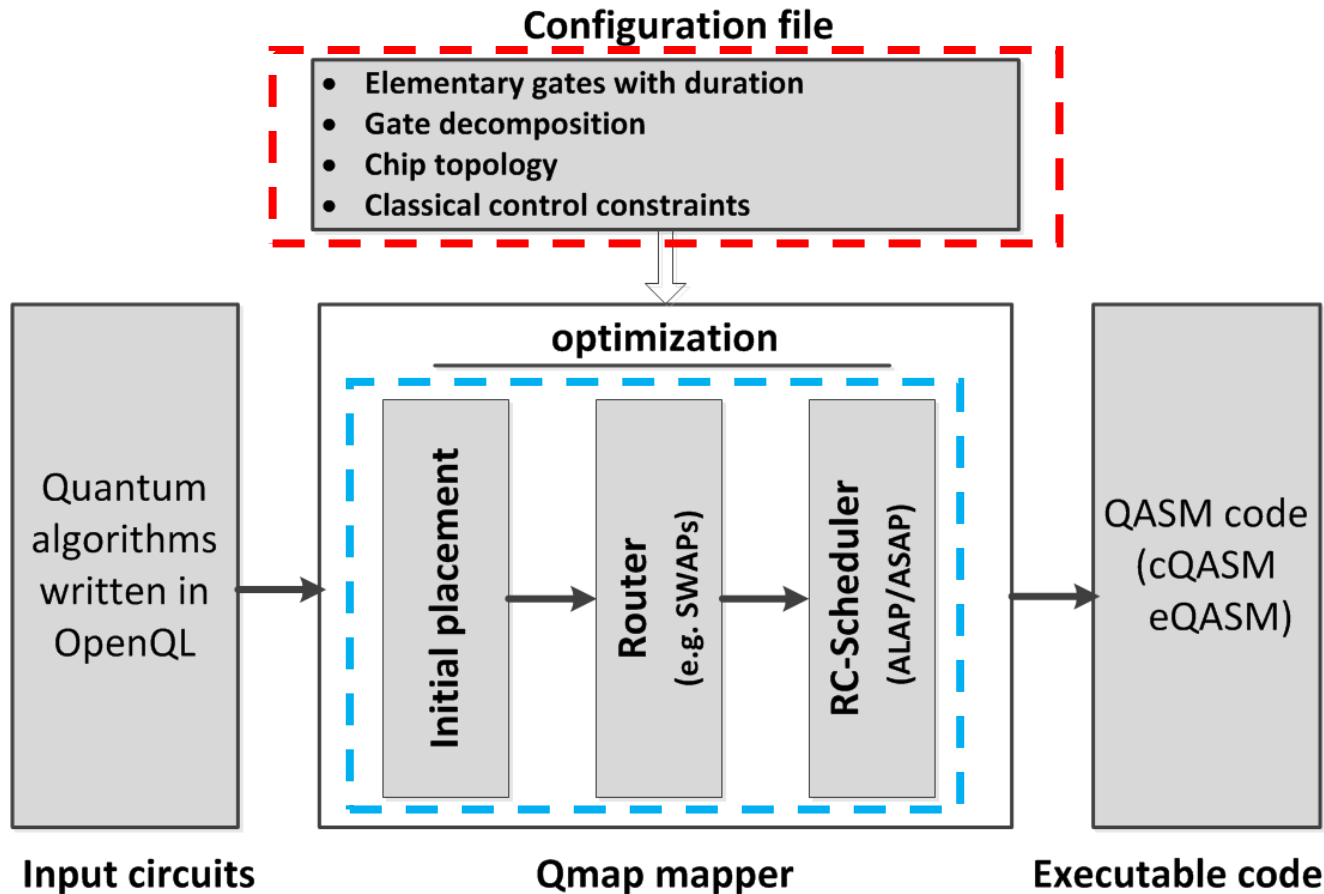 Configuration file
• Elementary gates with duration
• Gate decomposition
• Chip topology
• Classical control constraints
Quantum
algorithms
written in
OpenQL
optimization
Initial placement
Router
(e.g. SWAPs)
RC-Scheduler
(ALAP/ASAP)
QASM code
(cQASM
eQASM)
Input circuits
Qmap mapper
Executable code